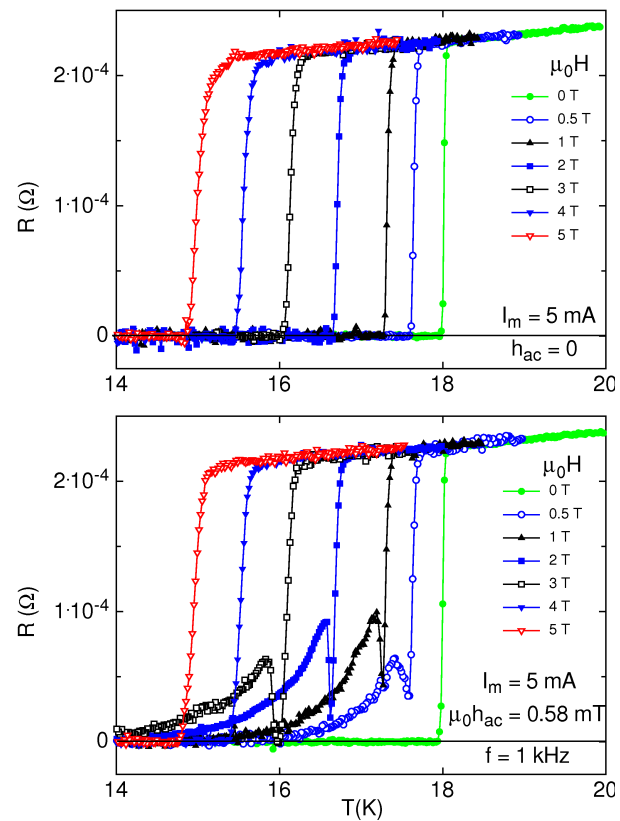 μ₀H
0 T
0.5 T
1 T
2 T
3 T
4 T
5 T
2·10⁻⁴
1·10⁻⁴
0
R (Ω)
Iₘ = 5 mA
h_ac = 0
14 16 18 20
μ₀H
0 T
0.5 T
1 T
2 T
3 T
4 T
5 T
2·10⁻⁴
1·10⁻⁴
0
R (Ω)
Iₘ = 5 mA
μ₀h_ac = 0.58 mT
f = 1 kHz
14 16 18 20
T(K)